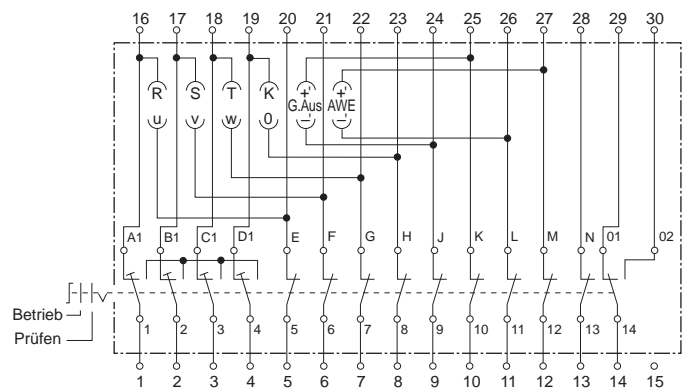 16 17 18 19 20 21 22 23 24 25 26 27 28 29 30
R S T K +' G.Aus - +' AWE -
u v w 0
A1 B1 C1 D1 E F G H J K L M N 01 02
Betrieb
Prüfen
1 2 3 4 5 6 7 8 9 10 11 12 13 14
1 2 3 4 5 6 7 8 9 10 11 12 13 14 15